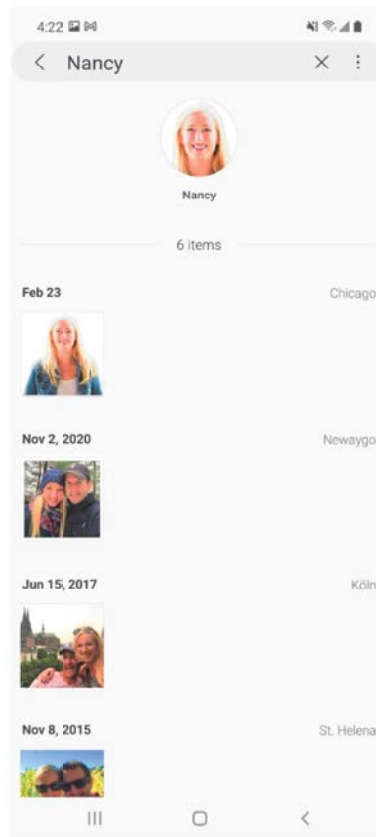 4:22
Nancy
Nancy
6 items
Feb 23 Chicago
Nov 2, 2020 Newaygo
Jun 15, 2017 Köln
Nov 8, 2015 St. Helena